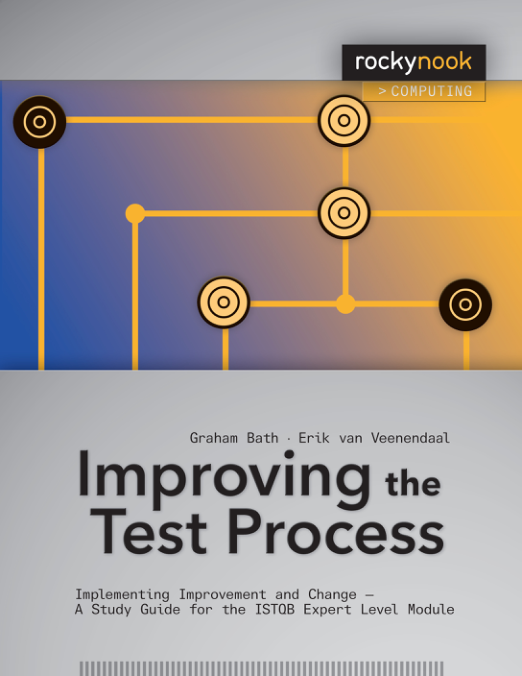 rockynook
> COMPUTING
Graham Bath · Erik van Veenendaal
Improving the
Test Process
Implementing Improvement and Change –
A Study Guide for the ISTQB Expert Level Module